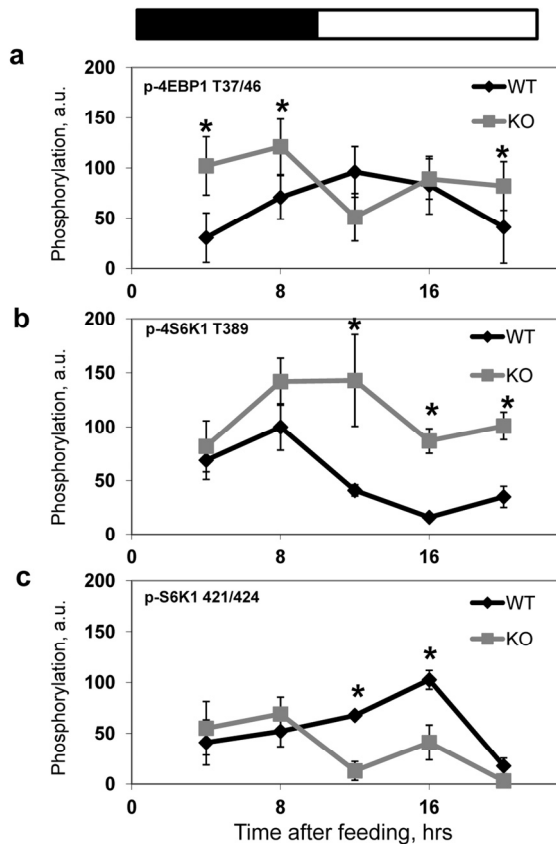 a
200
p-4EBP1 T37/46
WT
KO
*
*
*
150
100
50
0
0
8
16
Phosphorylation, a.u.
b
200
p-4S6K1 T389
WT
KO
*
*
*
150
100
50
0
0
8
16
Phosphorylation, a.u.
c
200
p-S6K1 421/424
WT
KO
*
*
150
100
50
0
0
8
16
Phosphorylation, a.u.
Time after feeding, hrs